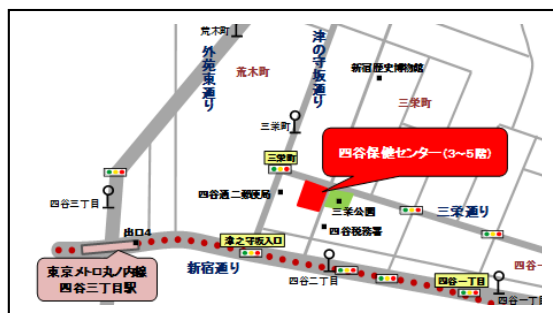 荒木町
外苑東通り
荒木町
津の守坂通り
新宿歴史博物館
三栄町
三栄町
三栄町
四谷保健センター(3~5階)
四谷三丁目
四谷通二郵便局
三栄公園
三栄通り
四谷税務署
出口4
津之守坂入口
新宿通り
四谷二丁目
四谷一丁目
四谷一丁目
東京メトロ丸ノ内線
四谷三丁目駅